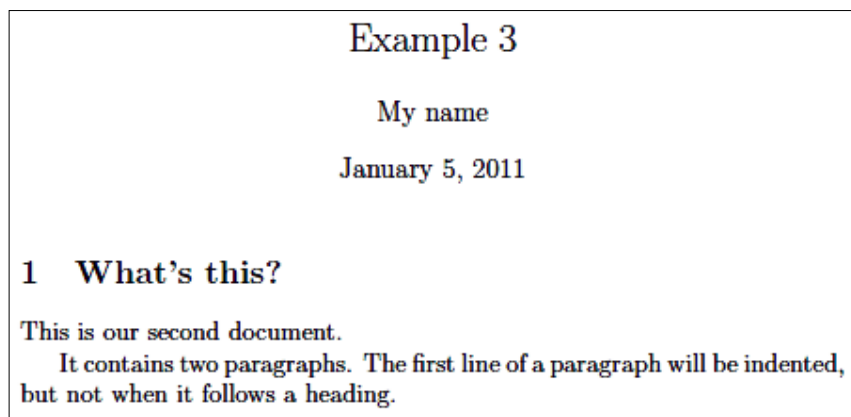 Example 3
My name
January 5, 2011
1 What's this?
This is our second document.
It contains two paragraphs. The first line of a paragraph will be indented,
but not when it follows a heading.